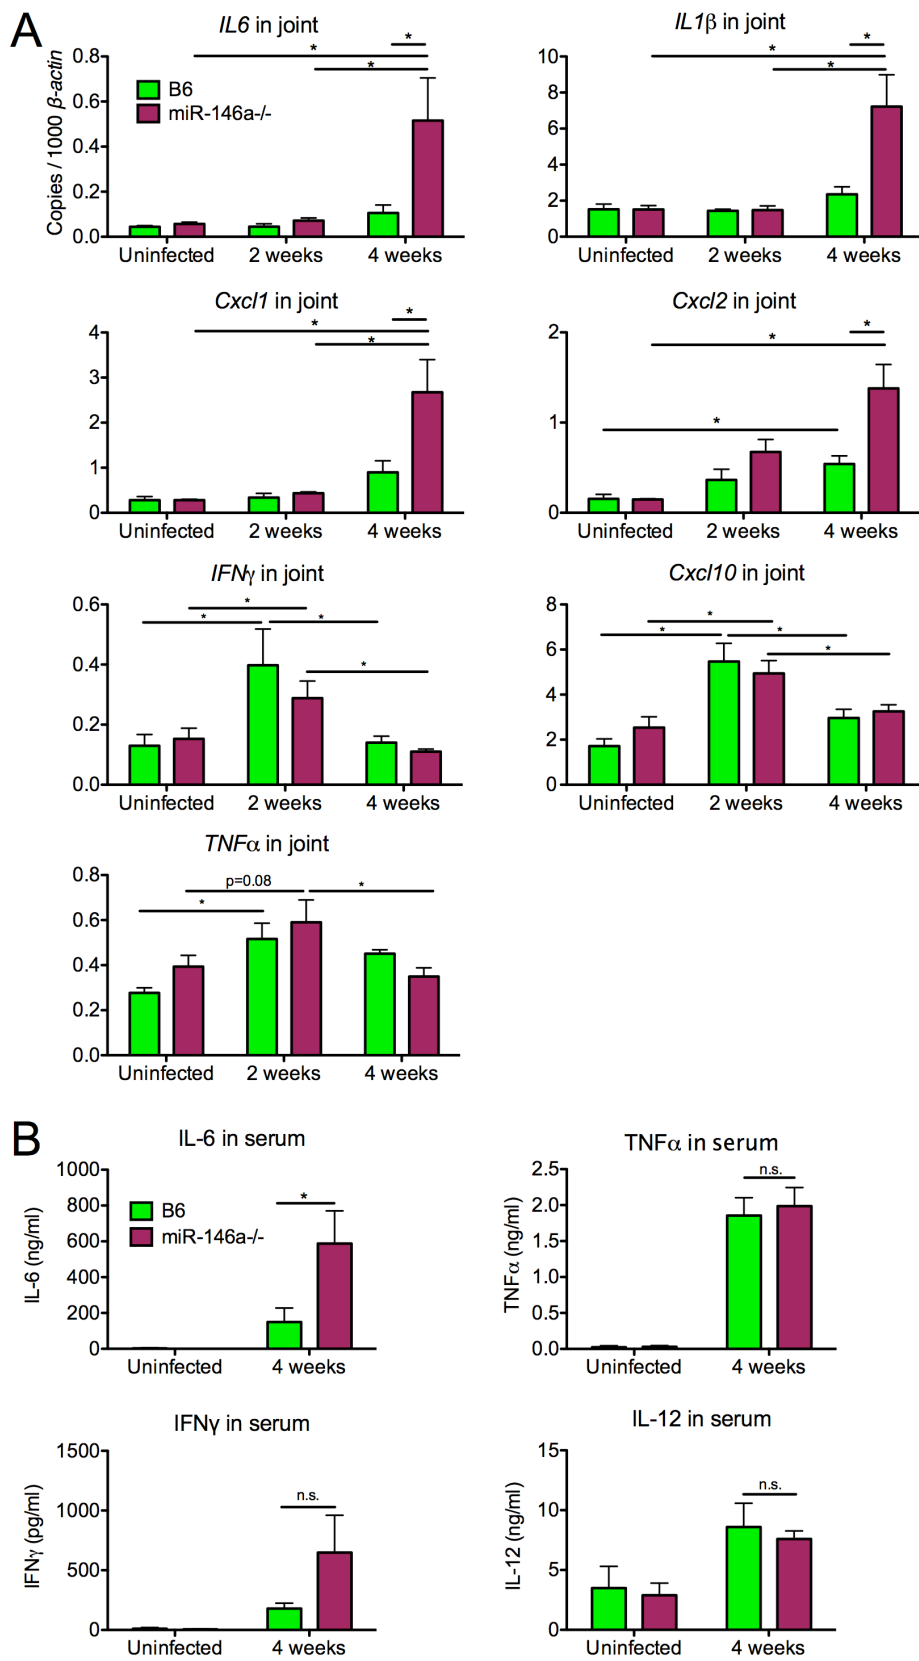 A
IL6 in joint
Copies / 1000 β-actin
0.8
0.6
0.4
0.2
0.0
B6
miR-146a-/-
*
*
*
Uninfected 2 weeks 4 weeks
IL1β in joint
10
8
6
4
2
0
*
*
*
Uninfected 2 weeks 4 weeks
Cxcl1 in joint
4
3
2
1
0
*
*
*
Uninfected 2 weeks 4 weeks
Cxcl2 in joint
2
1
0
*
*
*
Uninfected 2 weeks 4 weeks
IFNγ in joint
0.6
0.4
0.2
0.0
*
*
*
*
Uninfected 2 weeks 4 weeks
Cxcl10 in joint
8
6
4
2
0
*
*
*
*
Uninfected 2 weeks 4 weeks
TNFα in joint
0.8
0.6
0.4
0.2
0.0
p=0.08
*
*
Uninfected 2 weeks 4 weeks
B
IL-6 in serum
IL-6 (ng/ml)
1000
800
600
400
200
0
B6
miR-146a-/-
*
Uninfected 4 weeks
TNFα in serum
TNFα (ng/ml)
2.5
2.0
1.5
1.0
0.5
0.0
n.s.
Uninfected 4 weeks
IFNγ in serum
IFNγ (pg/ml)
1500
1000
500
0
n.s.
Uninfected 4 weeks
IL-12 in serum
IL-12 (ng/ml)
15
10
5
0
n.s.
Uninfected 4 weeks